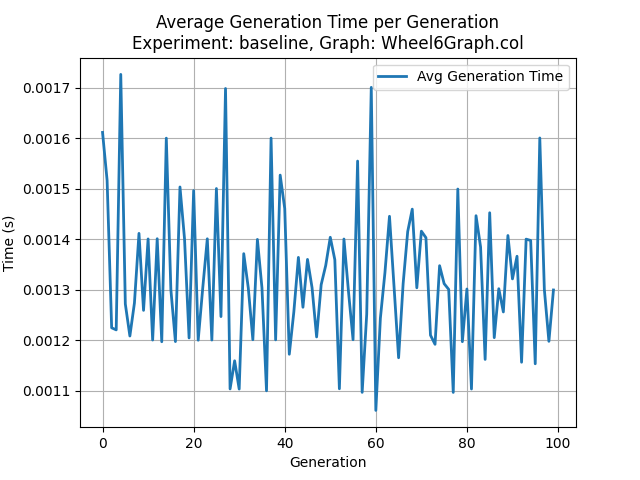 Average Generation Time per Generation
Experiment: baseline, Graph: Wheel6Graph.col
Avg Generation Time
0.0017
0.0016
0.0015
0.0014
0.0013
0.0012
0.0011
Time (s)
0 20 40 60 80 100
Generation